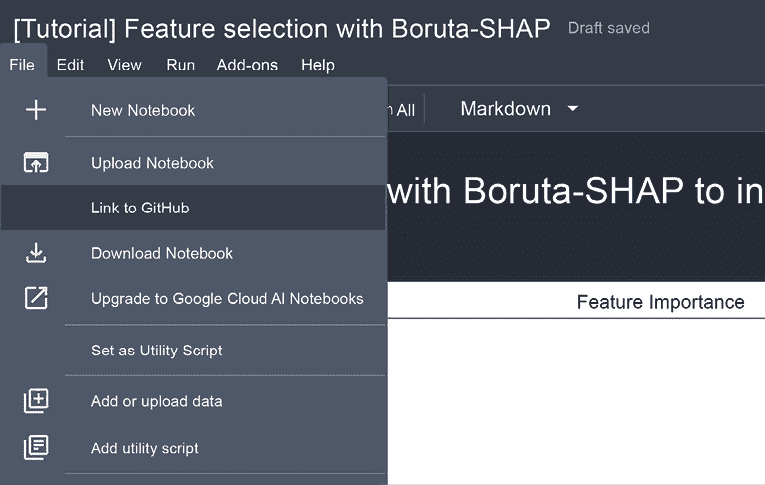 [Tutorial] Feature selection with Boruta-SHAP Draft saved
File Edit View Run Add-ons Help
New Notebook
All
Markdown
Upload Notebook
with Boruta-SHAP to in
Link to GitHub
Download Notebook
Upgrade to Google Cloud AI Notebooks
Feature Importance
Set as Utility Script
Add or upload data
Add utility script